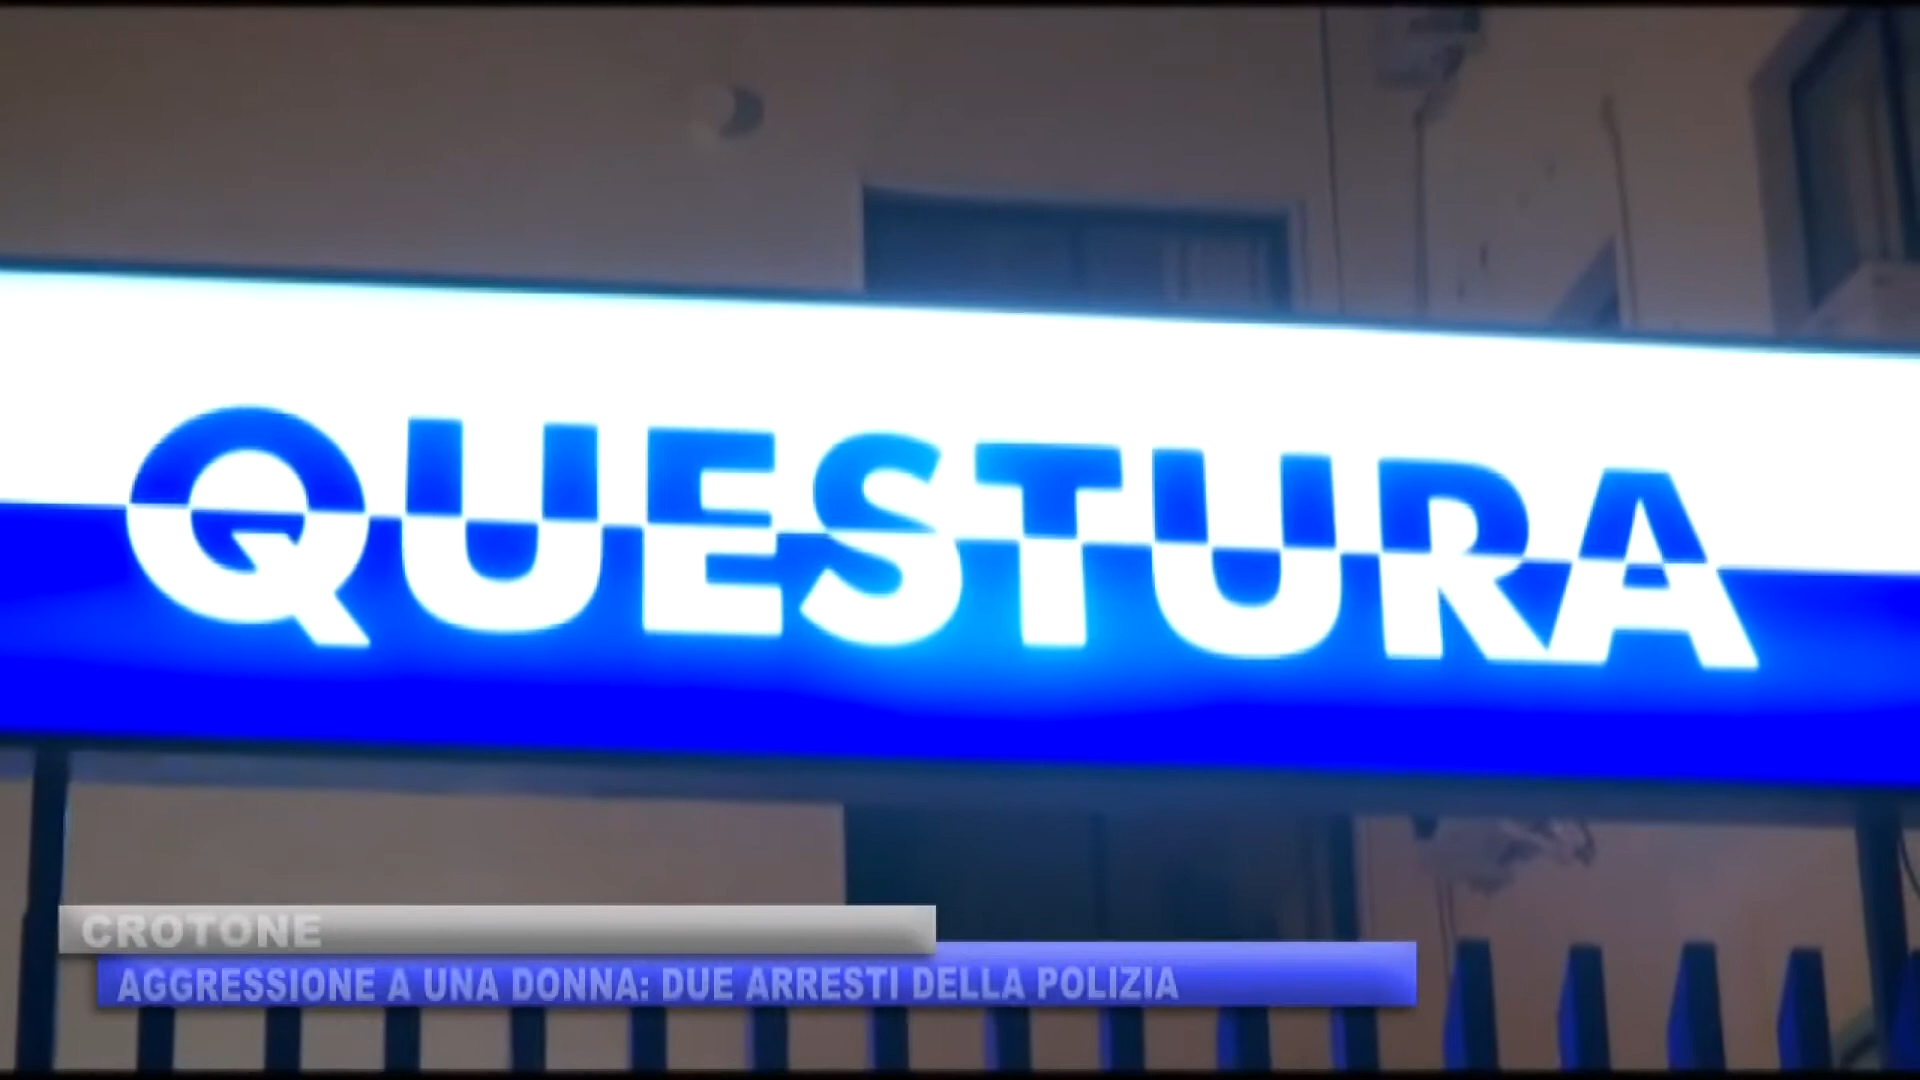 QUESTURA
CROTONE
AGGRESSIONE A UNA DONNA: DUE ARRESTI DELLA POLIZIA